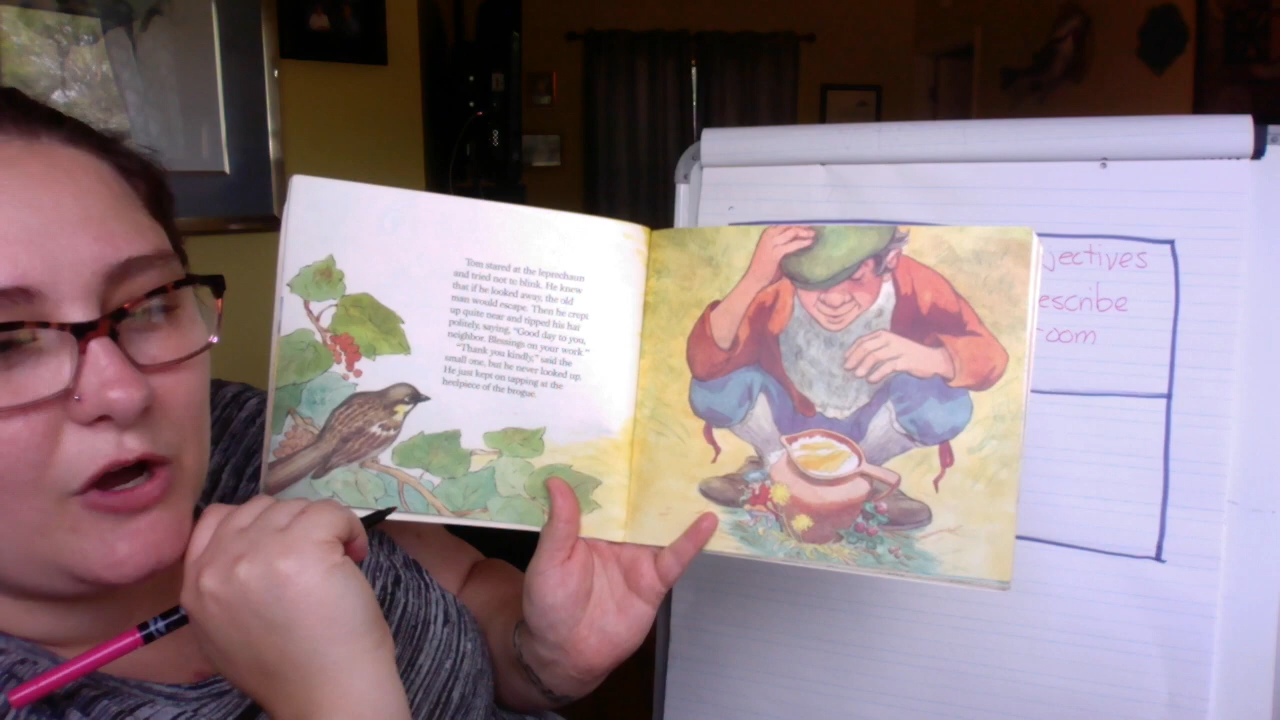 Tom stared at the leprechaun
and tried not to blink. He knew
that if he looked away, the old
man would escape. Then he crept
up quite near and tipped his hat
politely, saying, "Good day to you,
neighbor. Blessings on your work."
"Thank you kindly," said the
small one, but he never looked up.
He just kept on tapping at the
heelpiece of the brogue.
jectives
escribe
room